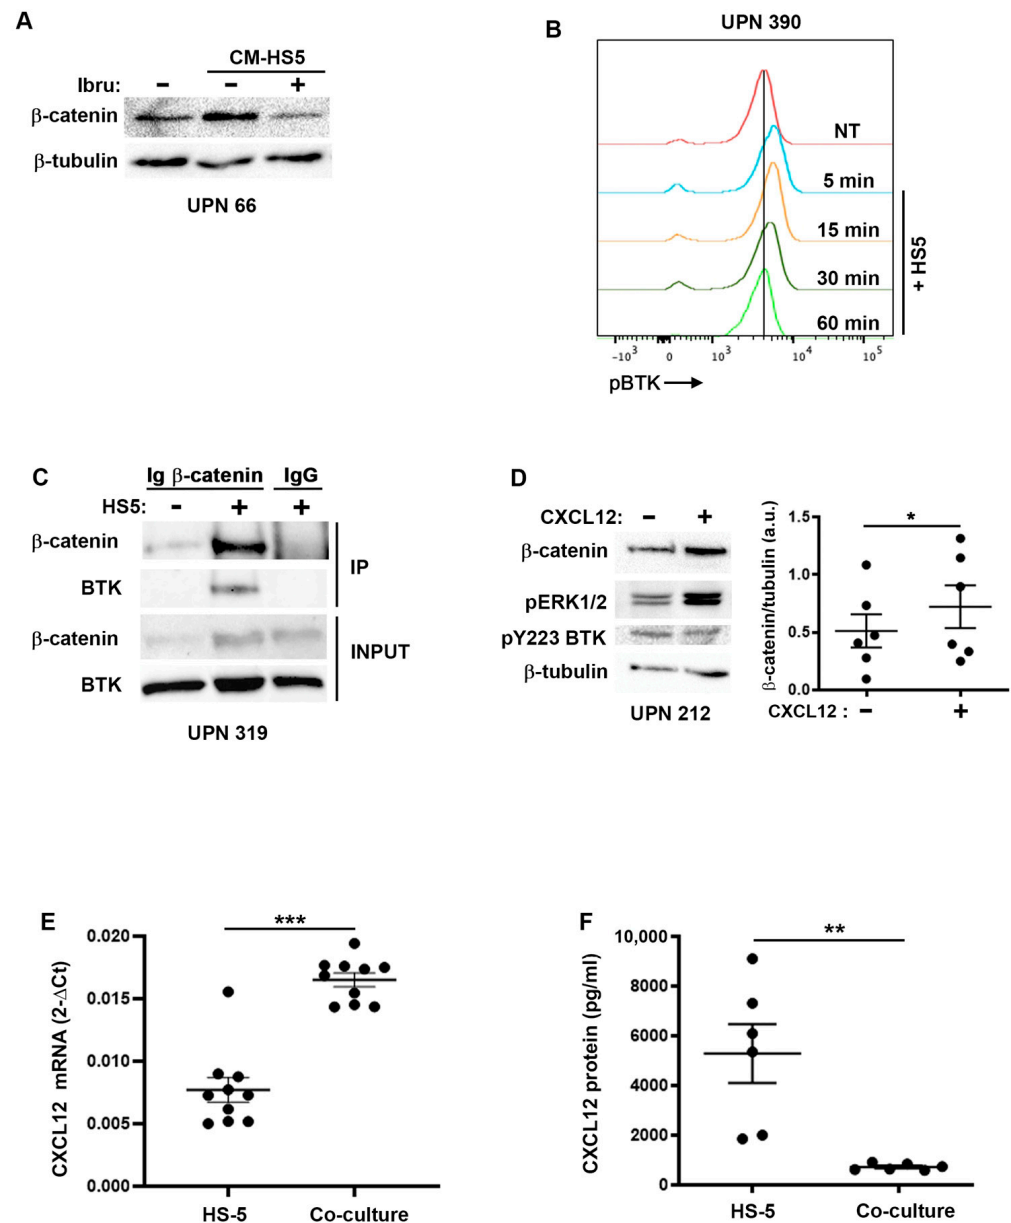 A
CM-HS5
Ibru: – – +
β-catenin
β-tubulin
UPN 66
B
UPN 390
NT
5 min
15 min
30 min
60 min
+ HS5
-10³ 0 10³ 10⁴ 10⁵
pBTK
C
Ig β-catenin IgG
HS5: - + +
β-catenin
BTK
IP
β-catenin
BTK
INPUT
UPN 319
D
CXCL12: – +
β-catenin
pERK1/2
pY223 BTK
β-tubulin
UPN 212
β-catenin/tubulin (a.u.)
1.5
1.0
0.5
0.0
*
CXCL12 : – +
E
CXCL12 mRNA (2-ΔCt)
0.020
0.015
0.010
0.005
0.000
***
HS-5 Co-culture
F
CXCL12 protein (pg/ml)
10,000
8000
6000
4000
2000
0
**
HS-5 Co-culture